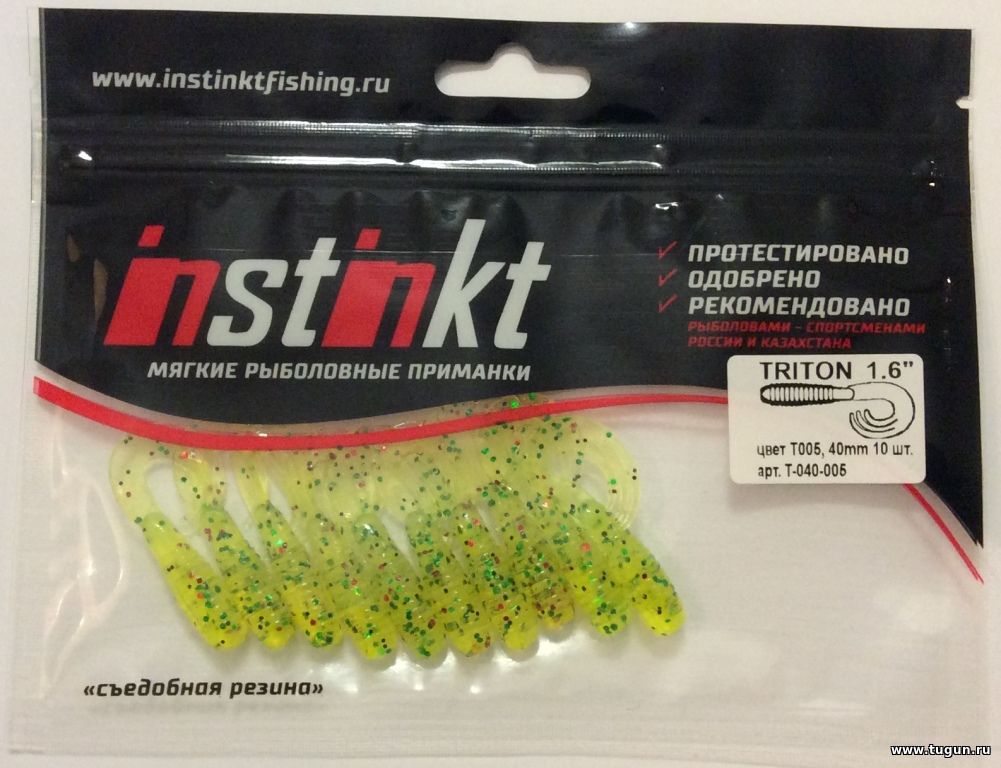 www.instinktfishing.ru
instinkt
МЯГКИЕ РЫБОЛОВНЫЕ ПРИМАНКИ
ПРОТЕСТИРОВАНО
ОДОБРЕНО
РЕКОМЕНДОВАНО
РЫБОЛОВАМИ - СПОРТСМЕНАМИ
РОССИИ И КАЗАХСТАНА
TRITON 1.6"
цвет T005, 40mm 10 шт.
арт. T-040-005
«съедобная резина»
www.tugun.ru